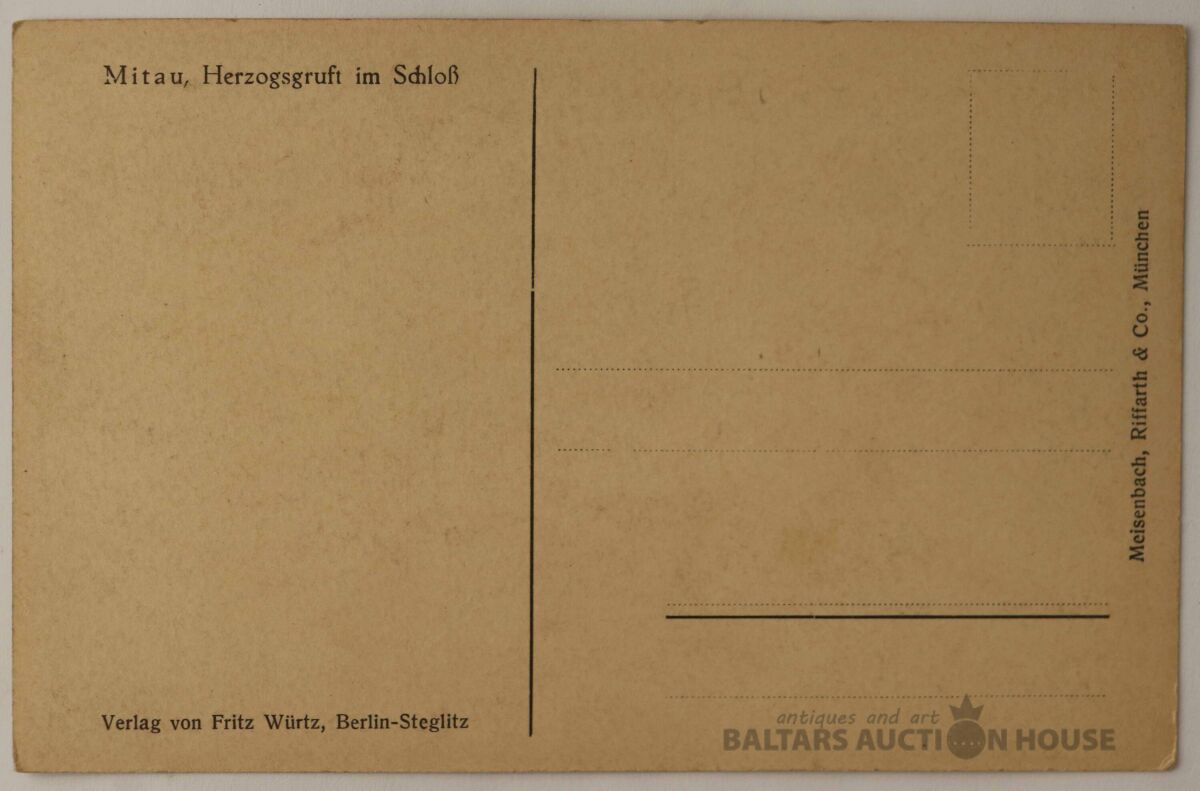 Mitau, Herzogsgruft im Schloß
Verlag von Fritz Würtz, Berlin-Steglitz
Meisenbach, Riffarth & Co., München
antiques and art
BALTARS AUCTION HOUSE